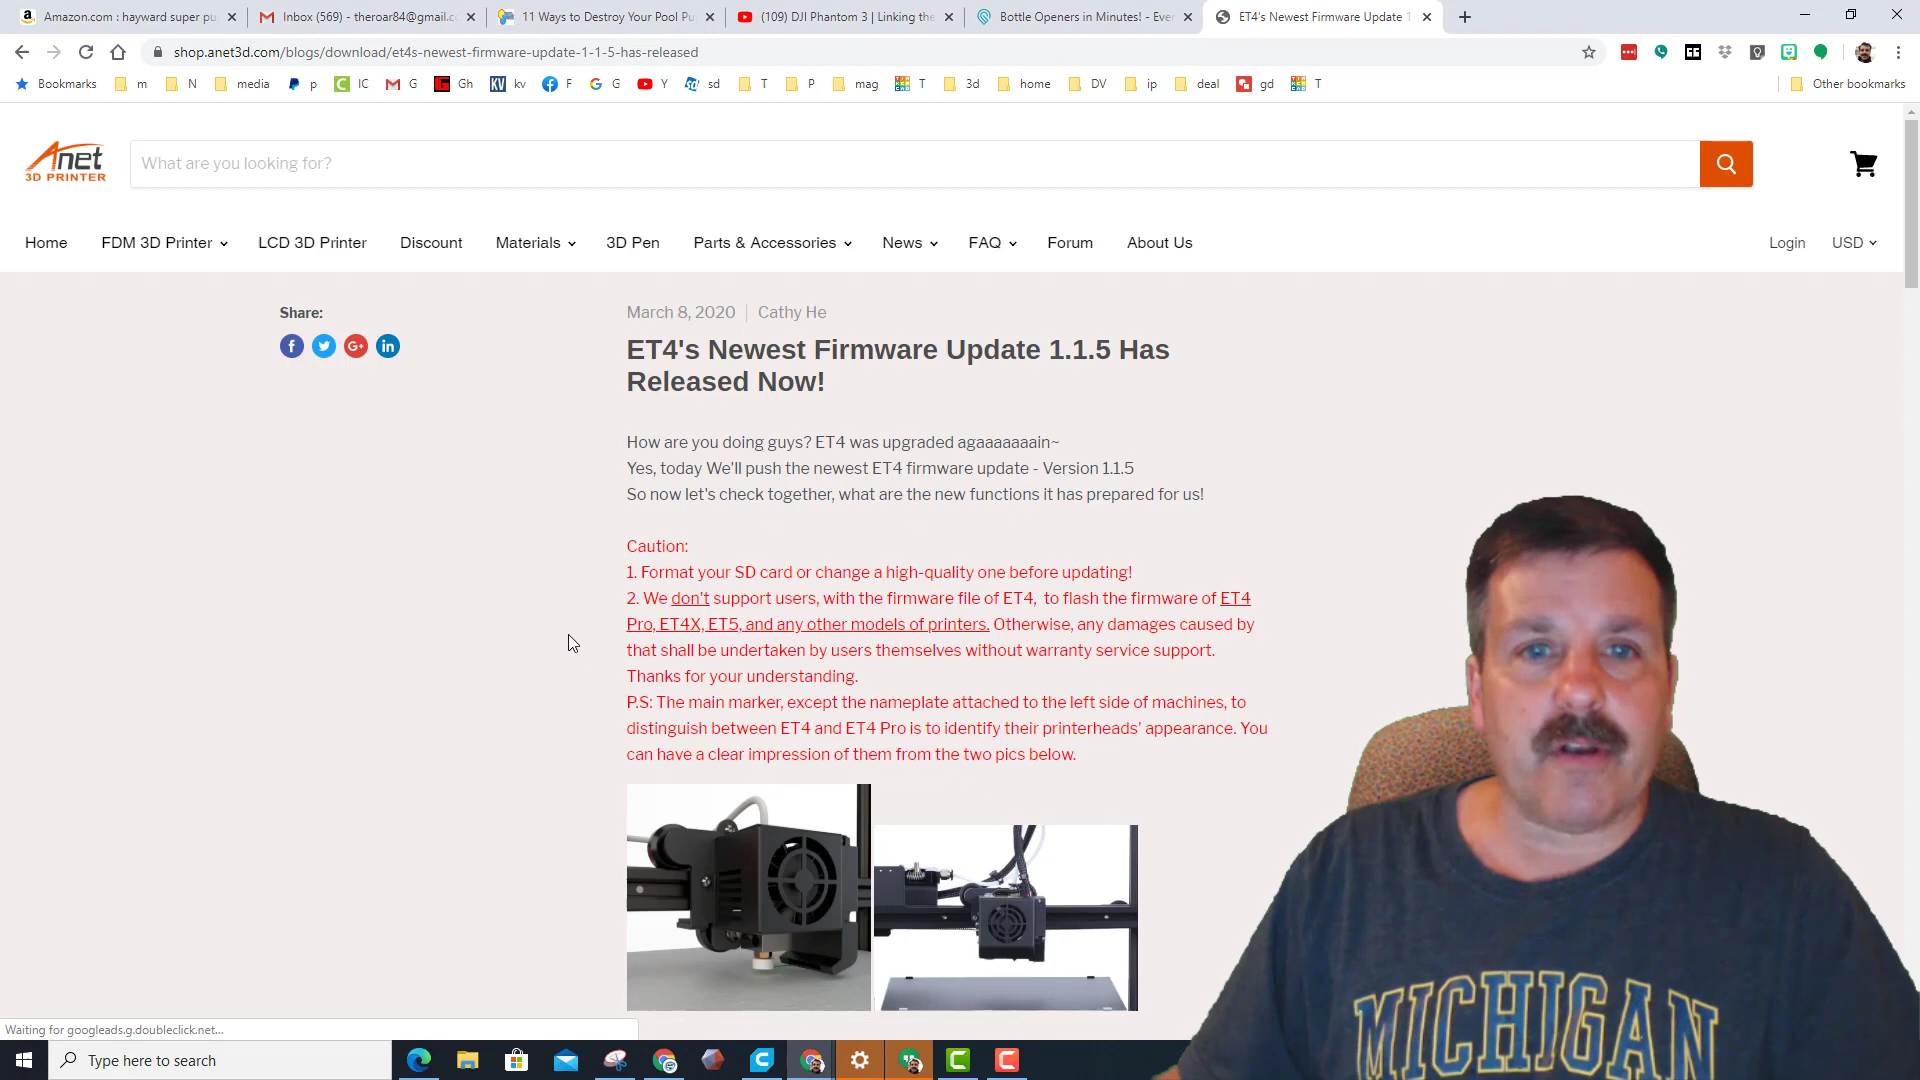 Amazon.com : hayward super pu
Inbox (569) - theroar84@gmail.c
11 Ways to Destroy Your Pool Pu
(109) DJI Phantom 3 | Linking the
Bottle Openers in Minutes! - Eve
ET4's Newest Firmware Update 1
shop.anet3d.com/blogs/download/et4s-newest-firmware-update-1-1-5-has-released
Bookmarks m N media p IC G Gh kv F G Y sd T P mag T 3d home DV ip deal gd T Other bookmarks
Anet
3D PRINTER
What are you looking for?
Home FDM 3D Printer LCD 3D Printer Discount Materials 3D Pen Parts & Accessories News FAQ Forum About Us Login USD
Share:
March 8, 2020 | Cathy He
ET4's Newest Firmware Update 1.1.5 Has
Released Now!
How are you doing guys? ET4 was upgraded agaaaaaaain~
Yes, today We'll push the newest ET4 firmware update - Version 1.1.5
So now let's check together, what are the new functions it has prepared for us!
Caution:
1. Format your SD card or change a high-quality one before updating!
2. We don't support users, with the firmware file of ET4, to flash the firmware of ET4
Pro, ET4X, ET5, and any other models of printers. Otherwise, any damages caused by
that shall be undertaken by users themselves without warranty service support.
Thanks for your understanding.
P.S: The main marker, except the nameplate attached to the left side of machines, to
distinguish between ET4 and ET4 Pro is to identify their printerheads' appearance. You
can have a clear impression of them from the two pics below.
MICHIGAN
Waiting for googleads.g.doubleclick.net...
Type here to search